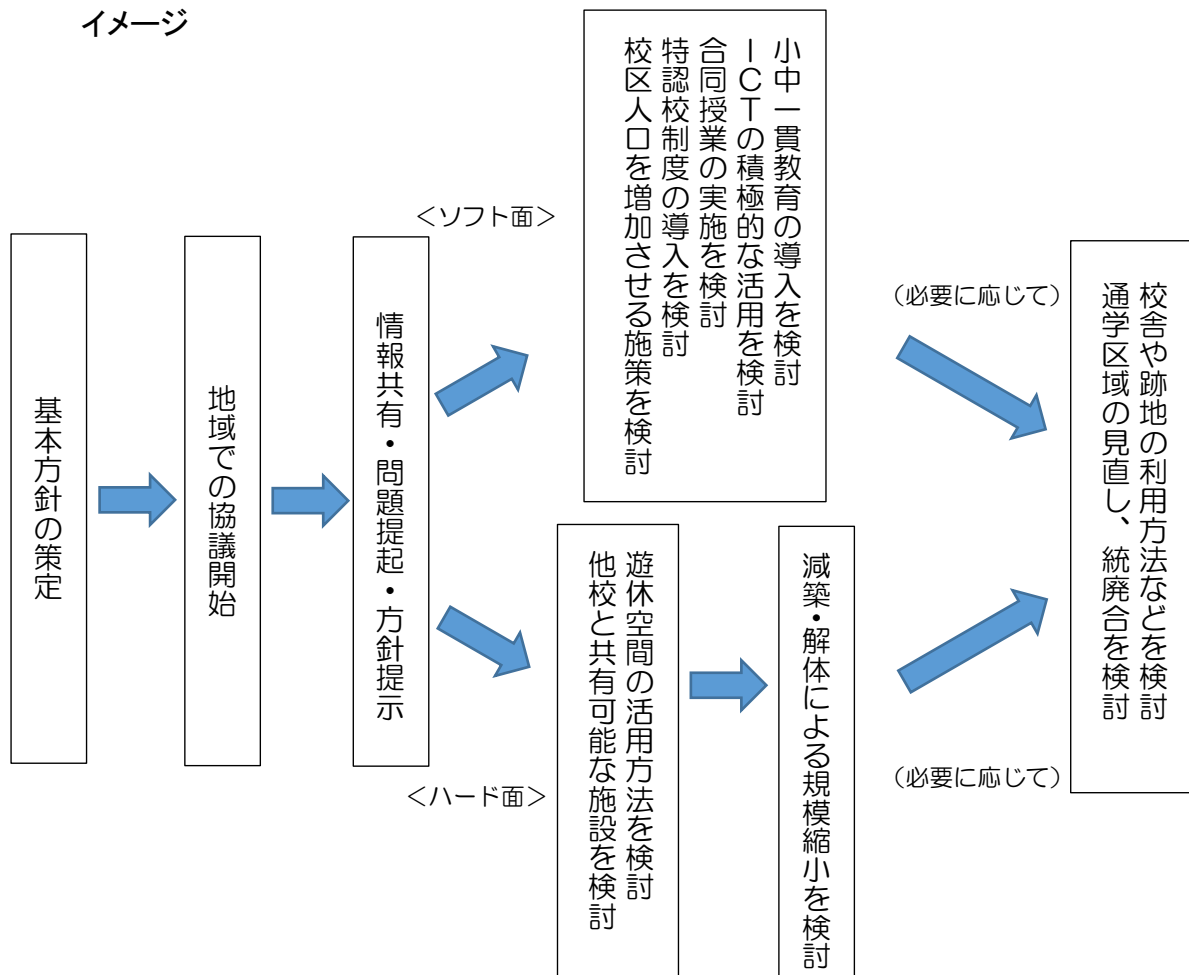 イメージ
基本方針の策定
地域での協議開始
情報共有・問題提起・方針提示
＜ソフト面＞
小中一貫教育の導入を検討
ＩＣＴの積極的な活用を検討
合同授業の実施を検討
特認校制度の導入を検討
校区人口を増加させる施策を検討
＜ハード面＞
遊休空間の活用方法を検討
他校と共有可能な施設を検討
減築・解体による規模縮小を検討
（必要に応じて）
（必要に応じて）
校舎や跡地の利用方法などを検討
通学区域の見直し、統廃合を検討